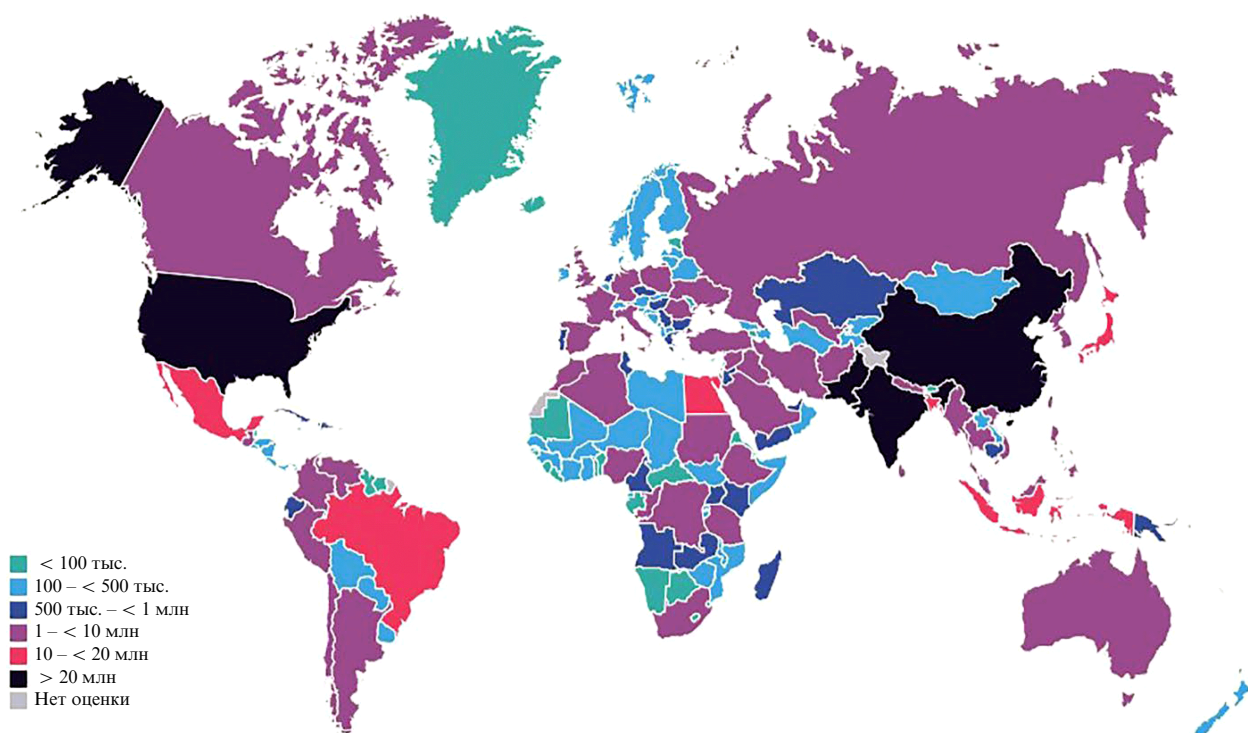 < 100 тыс.
100 – < 500 тыс.
500 тыс. – < 1 млн
1 – < 10 млн
10 – < 20 млн
> 20 млн
Нет оценки